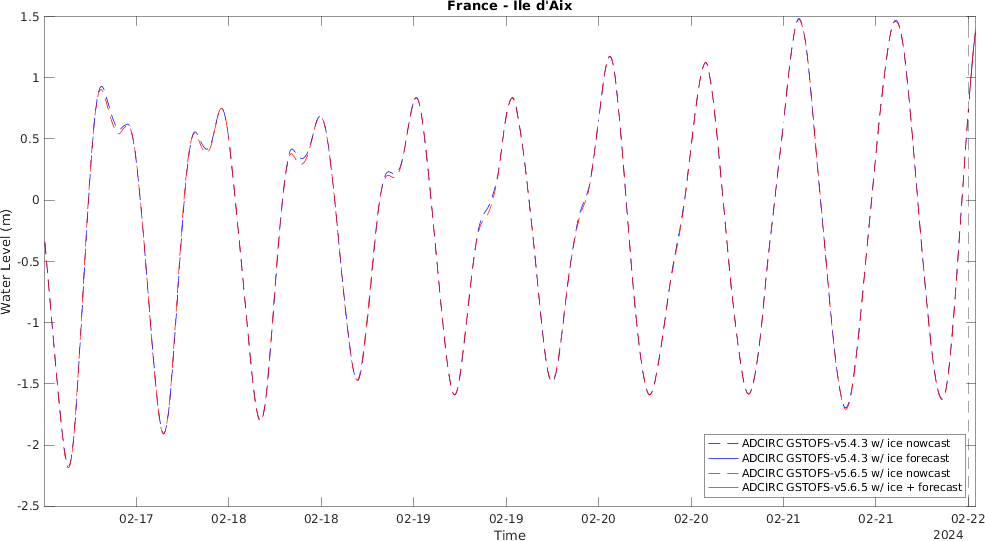 France - Ile d'Aix
1.5
1
0.5
0
-0.5
-1
-1.5
-2
-2.5
Water Level (m)
ADCIRC GSTOFS-v5.4.3 w/ ice nowcast
ADCIRC GSTOFS-v5.4.3 w/ ice forecast
ADCIRC GSTOFS-v5.6.5 w/ ice nowcast
ADCIRC GSTOFS-v5.6.5 w/ ice + forecast
02-17 02-18 02-18 02-19 02-19 02-20 02-20 02-21 02-21 02-22
Time
2024